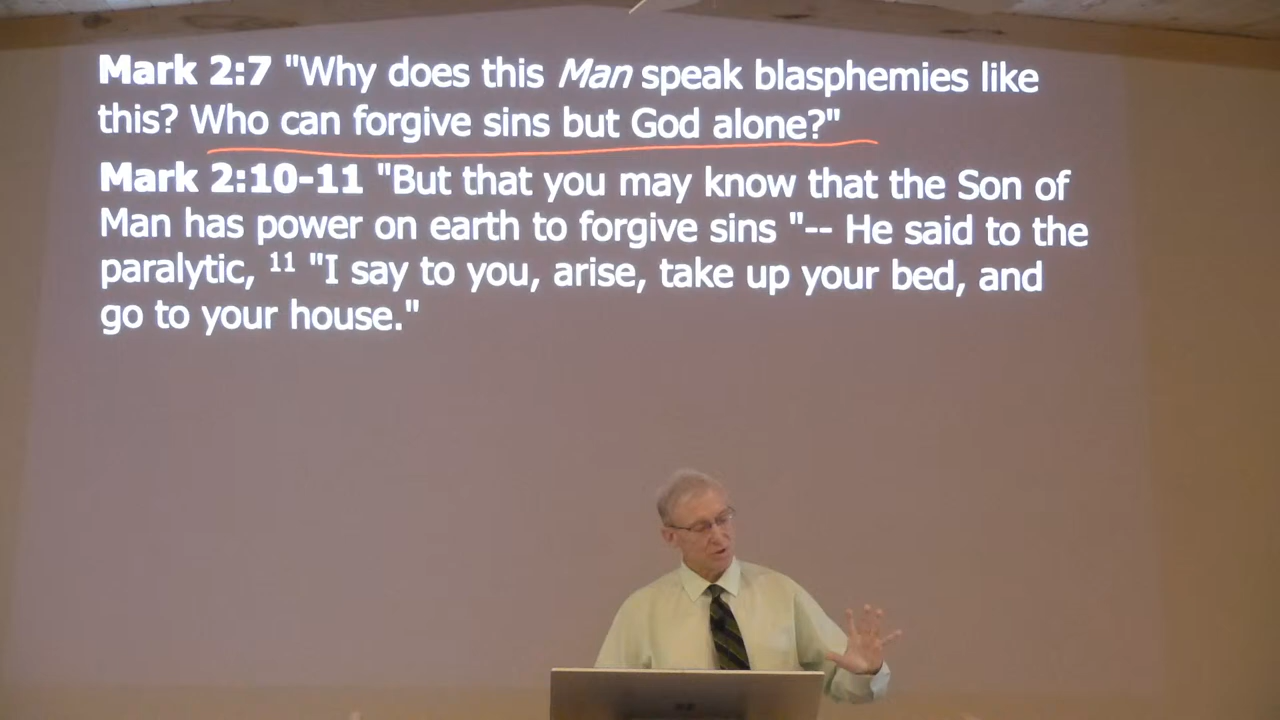 Mark 2:7 "Why does this Man speak blasphemies like
this? Who can forgive sins but God alone?"
Mark 2:10-11 "But that you may know that the Son of
Man has power on earth to forgive sins "-- He said to the
paralytic, 11 "I say to you, arise, take up your bed, and
go to your house."